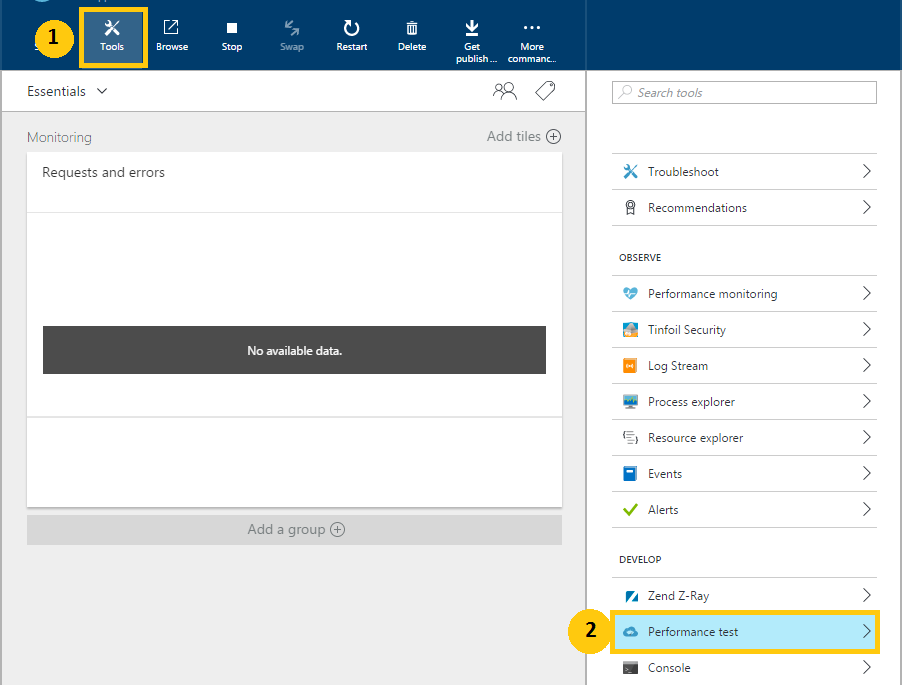 1
Tools
Browse
Stop
Swap
Restart
Delete
Get
publish ...
More
commanc...
Essentials
Monitoring
Add tiles
Requests and errors
No available data.
Add a group
Search tools
Troubleshoot
Recommendations
OBSERVE
Performance monitoring
Tinfoil Security
Log Stream
Process explorer
Resource explorer
Events
Alerts
DEVELOP
Zend Z-Ray
2
Performance test
Console